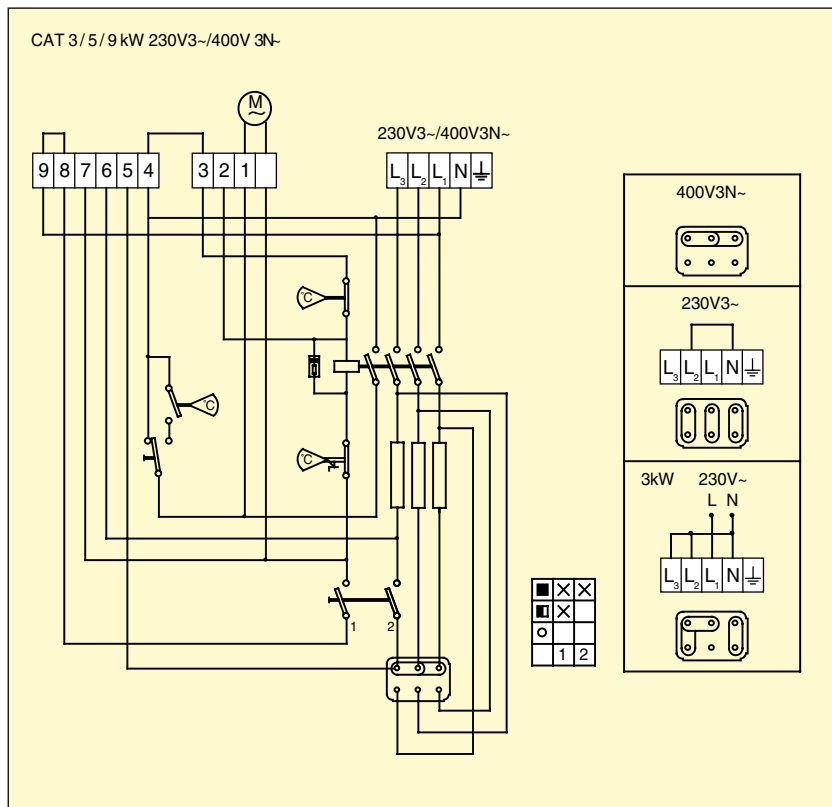 CAT 3 / 5 / 9 kW 230V3~/400V 3N~
M
~
230V3~/400V3N~
9 8 7 6 5 4
3 2 1
L3 L2 L1 N
400V3N~
°C
230V3~
L3 L2 L1 N
°C
°C
3kW 230V~
L N
L3 L2 L1 N
1 2
1 2